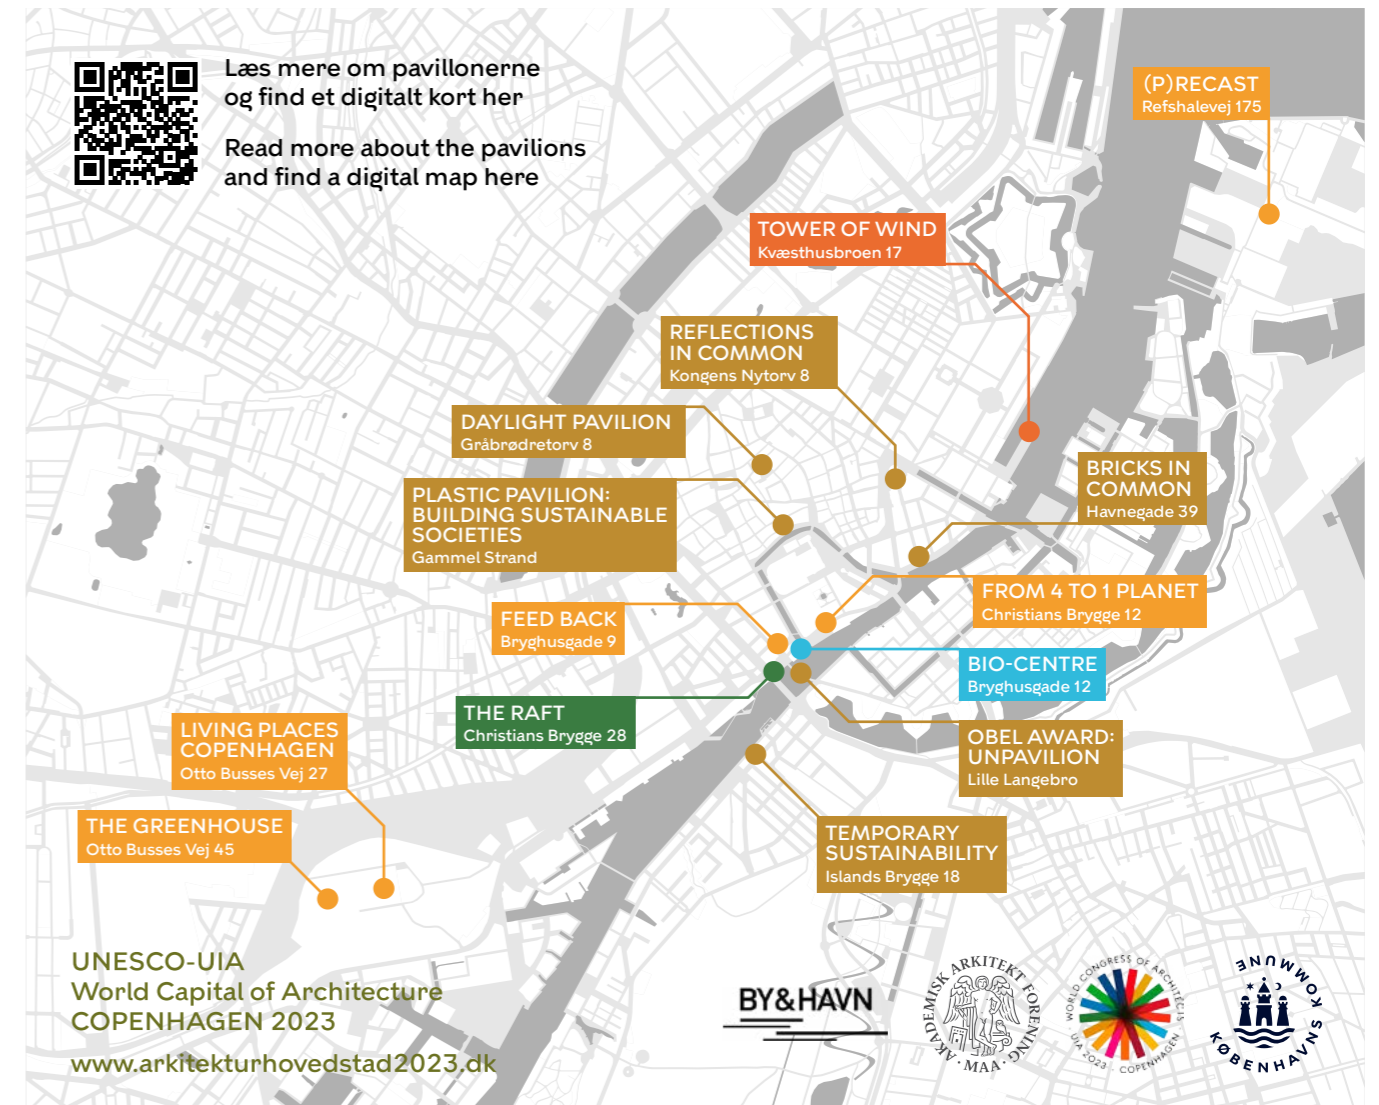 Læs mere om pavillonerne
og find et digitalt kort her
Read more about the pavilions
and find a digital map here
(P)RECAST
Refshalevej 175
TOWER OF WIND
Kvæsthusbroen 17
REFLECTIONS
IN COMMON
Kongens Nytorv 8
DAYLIGHT PAVILION
Gråbrødretorv 8
BRICKS IN
COMMON
Havnegade 39
PLASTIC PAVILION:
BUILDING SUSTAINABLE
SOCIETIES
Gammel Strand
FROM 4 TO 1 PLANET
Christians Brygge 12
FEED BACK
Bryghusgade 9
BIO-CENTRE
Bryghusgade 12
THE RAFT
Christians Brygge 28
LIVING PLACES
COPENHAGEN
Otto Busses Vej 27
OBEL AWARD:
UNPAVILION
Lille Langebro
THE GREENHOUSE
Otto Busses Vej 45
TEMPORARY
SUSTAINABILITY
Islands Brygge 18
UNESCO-UIA
World Capital of Architecture
COPENHAGEN 2023
www.arkitekturhovedstad2023.dk
BY&HAVN
AKADEMISK ARKITEKTFORENING
· MAA ·
WORLD CONGRESS OF ARCHITECTS
UIA 2023 · COPENHAGEN
KØBENHAVNS KOMMUNE